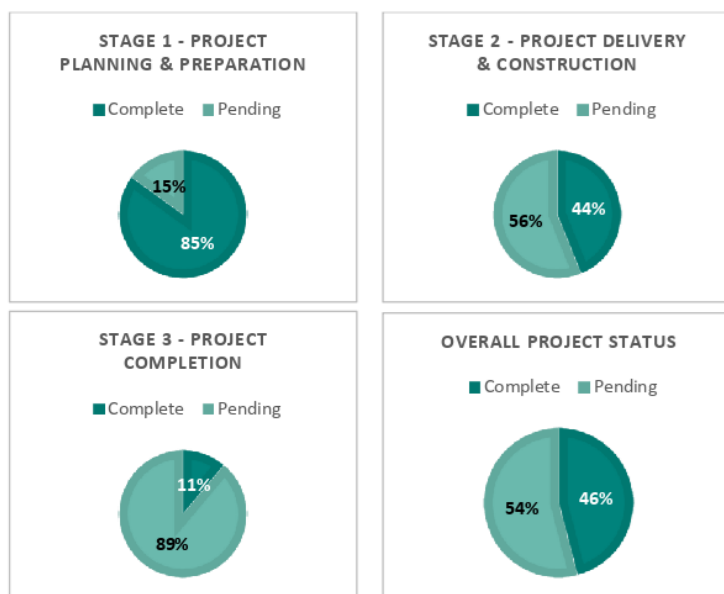 STAGE 1 - PROJECT
PLANNING & PREPARATION
Complete Pending
15%
85%
STAGE 2 - PROJECT DELIVERY
& CONSTRUCTION
Complete Pending
44%
56%
STAGE 3 - PROJECT
COMPLETION
Complete Pending
11%
89%
OVERALL PROJECT STATUS
Complete Pending
46%
54%